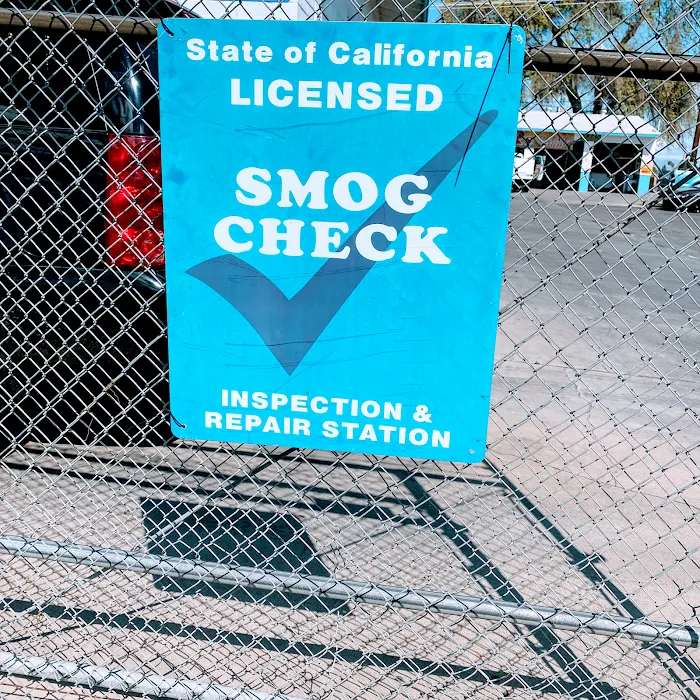 State of California
LICENSED
SMOG
CHECK
INSPECTION &
REPAIR STATION